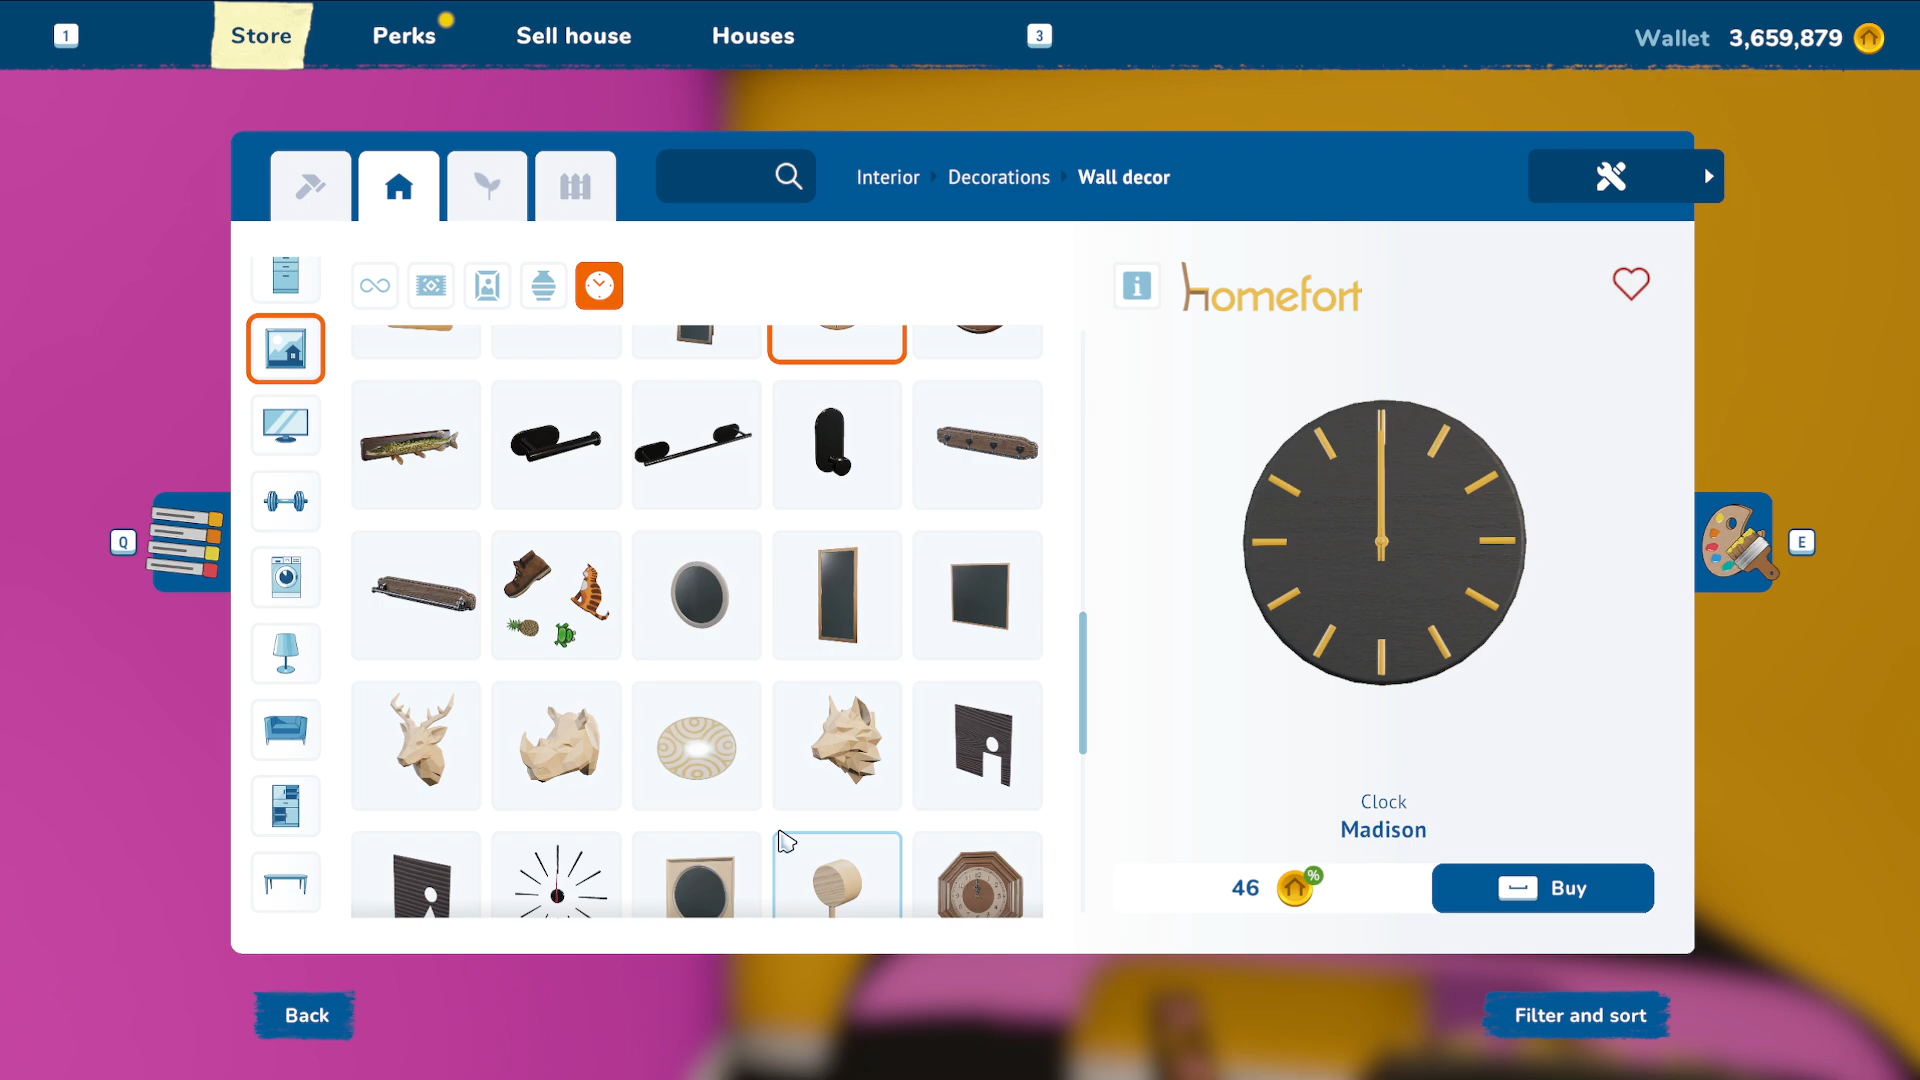 1
Store
Perks
Sell house
Houses
3
Wallet 3,659,879
Interior
Decorations
Wall decor
homefort
Q
E
Clock
Madison
46
%
Buy
Back
Filter and sort